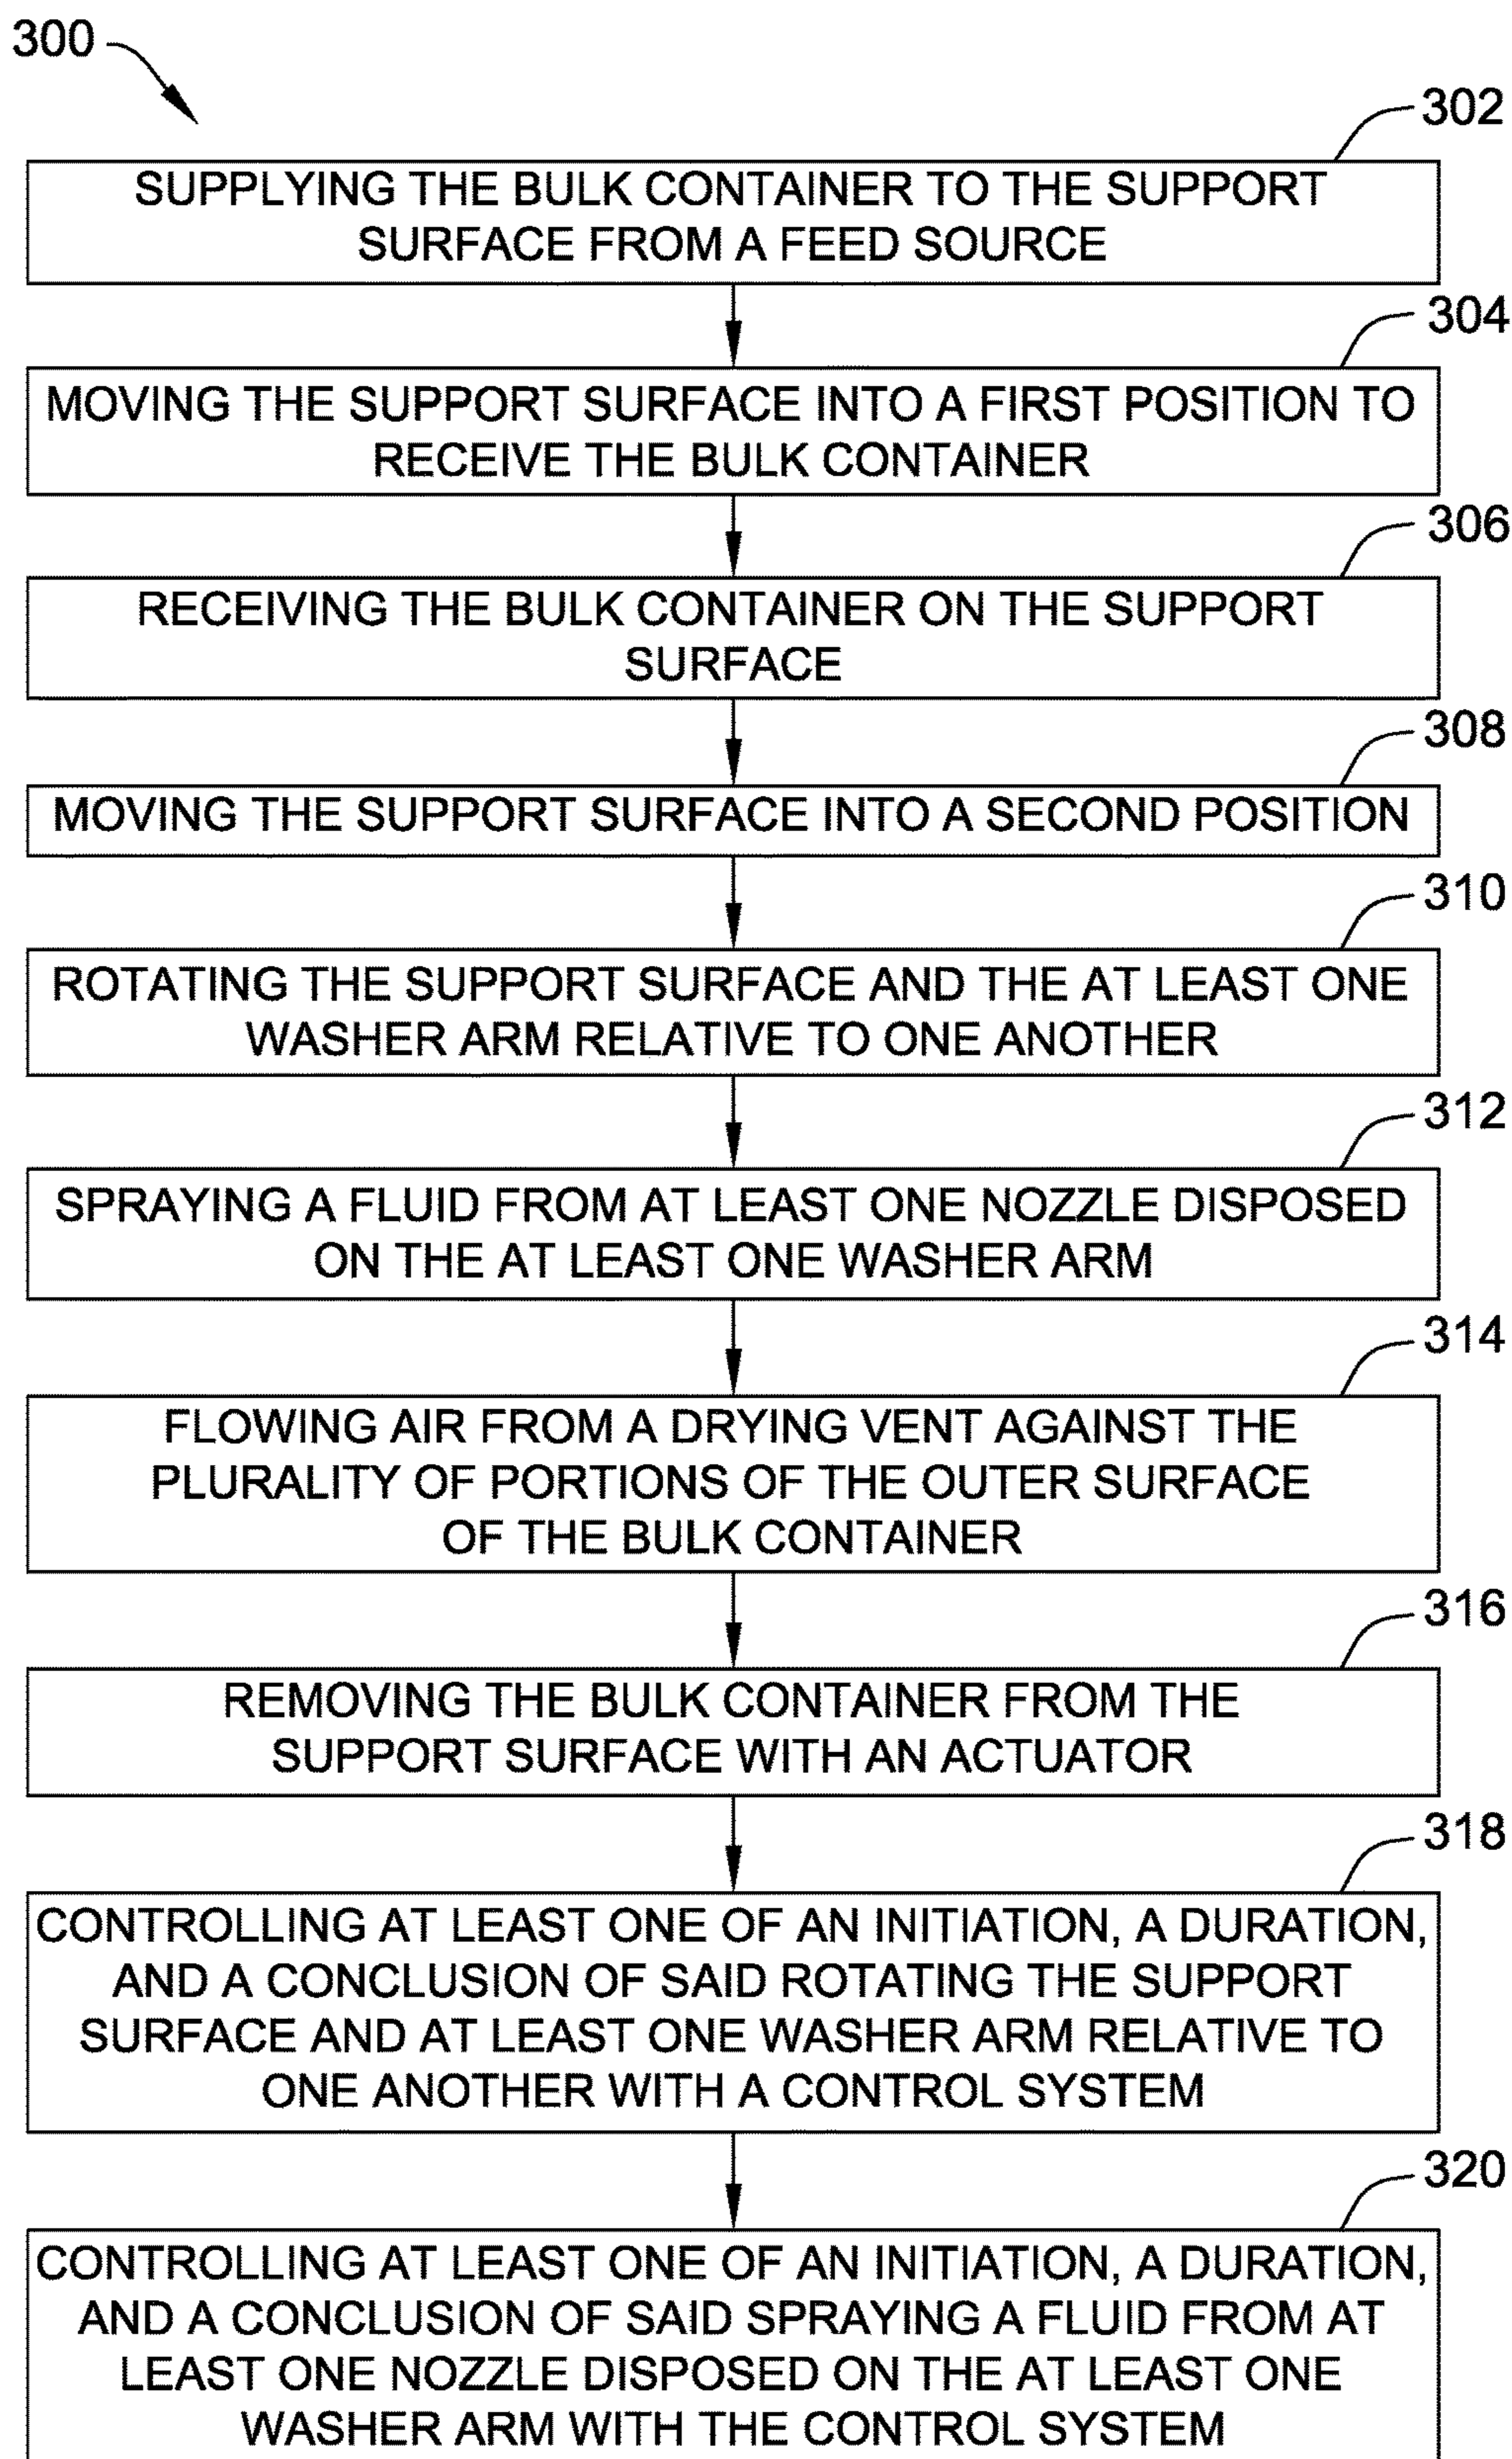 300
302
SUPPLYING THE BULK CONTAINER TO THE SUPPORT
SURFACE FROM A FEED SOURCE
304
MOVING THE SUPPORT SURFACE INTO A FIRST POSITION TO
RECEIVE THE BULK CONTAINER
306
RECEIVING THE BULK CONTAINER ON THE SUPPORT
SURFACE
308
MOVING THE SUPPORT SURFACE INTO A SECOND POSITION
310
ROTATING THE SUPPORT SURFACE AND THE AT LEAST ONE
WASHER ARM RELATIVE TO ONE ANOTHER
312
SPRAYING A FLUID FROM AT LEAST ONE NOZZLE DISPOSED
ON THE AT LEAST ONE WASHER ARM
314
FLOWING AIR FROM A DRYING VENT AGAINST THE
PLURALITY OF PORTIONS OF THE OUTER SURFACE
OF THE BULK CONTAINER
316
REMOVING THE BULK CONTAINER FROM THE
SUPPORT SURFACE WITH AN ACTUATOR
318
CONTROLLING AT LEAST ONE OF AN INITIATION, A DURATION,
AND A CONCLUSION OF SAID ROTATING THE SUPPORT
SURFACE AND AT LEAST ONE WASHER ARM RELATIVE TO
ONE ANOTHER WITH A CONTROL SYSTEM
320
CONTROLLING AT LEAST ONE OF AN INITIATION, A DURATION,
AND A CONCLUSION OF SAID SPRAYING A FLUID FROM AT
LEAST ONE NOZZLE DISPOSED ON THE AT LEAST ONE
WASHER ARM WITH THE CONTROL SYSTEM